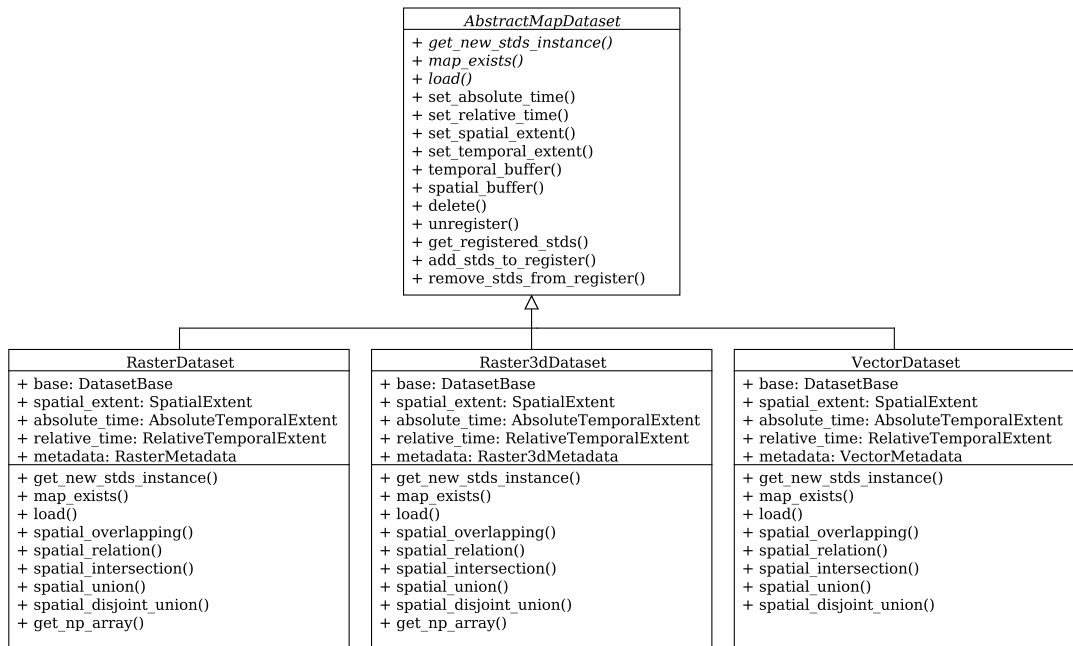 AbstractMapDataset
+ get_new_stds_instance()
+ map_exists()
+ load()
+ set_absolute_time()
+ set_relative_time()
+ set_spatial_extent()
+ set_temporal_extent()
+ temporal_buffer()
+ spatial_buffer()
+ delete()
+ unregister()
+ get_registered_stds()
+ add_stds_to_register()
+ remove_stds_from_register()
RasterDataset
+ base: DatasetBase
+ spatial_extent: SpatialExtent
+ absolute_time: AbsoluteTemporalExtent
+ relative_time: RelativeTemporalExtent
+ metadata: RasterMetadata
+ get_new_stds_instance()
+ map_exists()
+ load()
+ spatial_overlapping()
+ spatial_relation()
+ spatial_intersection()
+ spatial_union()
+ spatial_disjoint_union()
+ get_np_array()
Raster3dDataset
+ base: DatasetBase
+ spatial_extent: SpatialExtent
+ absolute_time: AbsoluteTemporalExtent
+ relative_time: RelativeTemporalExtent
+ metadata: Raster3dMetadata
+ get_new_stds_instance()
+ map_exists()
+ load()
+ spatial_overlapping()
+ spatial_relation()
+ spatial_intersection()
+ spatial_union()
+ spatial_disjoint_union()
+ get_np_array()
VectorDataset
+ base: DatasetBase
+ spatial_extent: SpatialExtent
+ absolute_time: AbsoluteTemporalExtent
+ relative_time: RelativeTemporalExtent
+ metadata: VectorMetadata
+ get_new_stds_instance()
+ map_exists()
+ load()
+ spatial_overlapping()
+ spatial_relation()
+ spatial_intersection()
+ spatial_union()
+ spatial_disjoint_union()